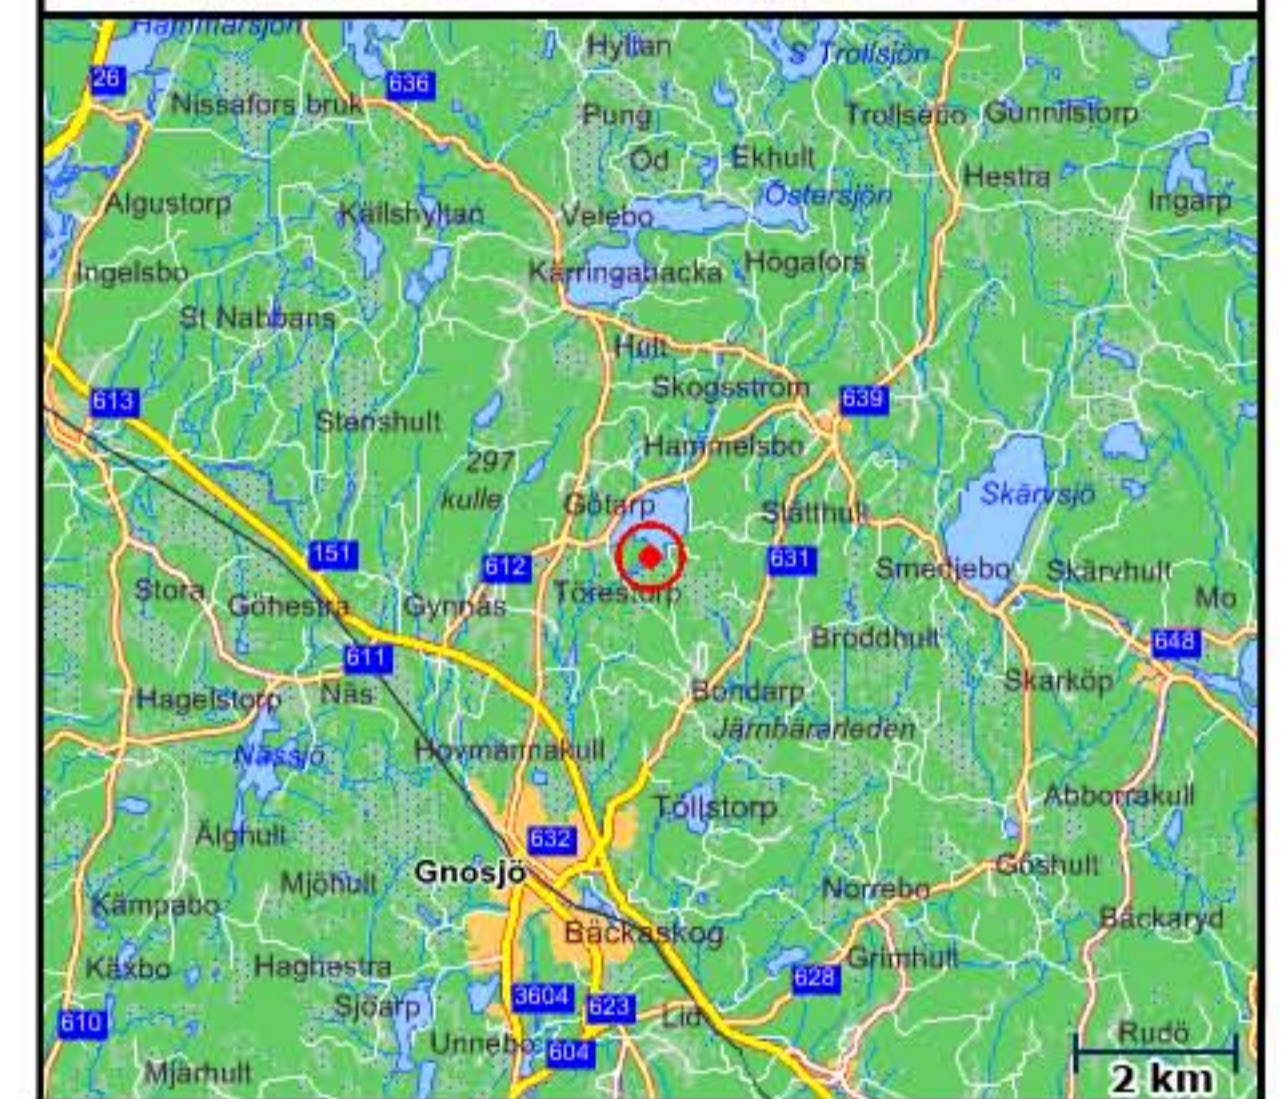 Hammarsjön
Hyltan
S Trollsjön
26
636
Nissafors bruk
Pung
Trollsebo
Gunnilstorp
Öd
Ekhult
Hestra
Algustorp
Källshyltan
Velebo
Östersjön
Ingarp
Ingelsbo
Kärringabacka
Högafors
St Nabbans
Hult
Skogsström
639
613
Stenshult
Hammelsbo
297
kulle
Götarp
Slätthult
Skärvsjö
151
612
631
Smedjebo
Skärvhult
Stora
Göhestra
Gynnås
Törestorp
Mo
611
Broddhult
648
Hagelstorp
Näs
Bondarp
Skarköp
Nässjö
Hovmannakull
Järnbärarleden
Töllstorp
Abborrakull
Älghult
632
Gnosjö
Göshult
Mjöhult
Norrebo
Kämpabo
Bäckaskog
Bäckaryd
Käxbo
Haghestra
Grimhult
628
Sjöarp
3604
623
610
Lid
Unnebo
604
Rudö
Mjärhult
2 km